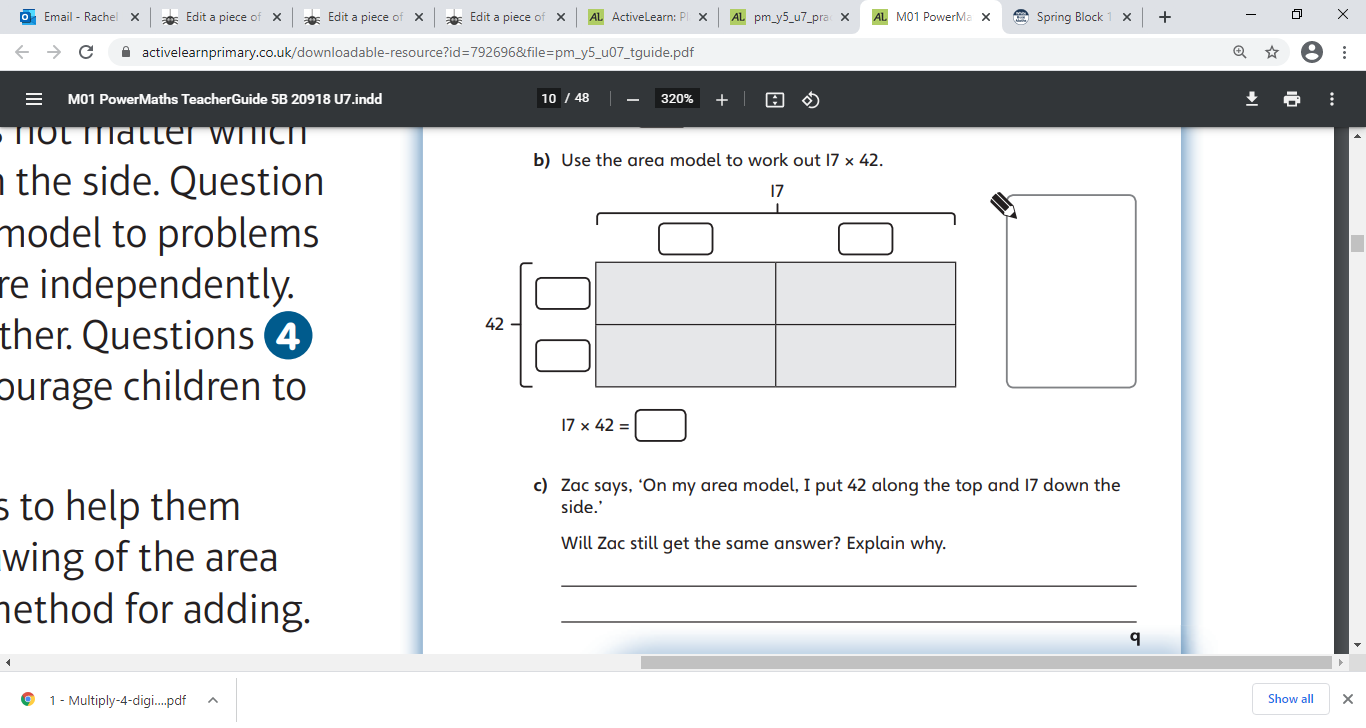 Email - Rachel
Edit a piece of
Edit a piece of
Edit a piece of
ActiveLearn: P
pm_y5_u7_pra
M01 PowerMa
Spring Block 1
activelearnprimary.co.uk/downloadable-resource?id=792696&file=pm_y5_u07_tguide.pdf
M01 PowerMaths TeacherGuide 5B 20918 U7.indd
10 / 48
320%
not matter which
the side. Question
model to problems
re independently.
ther. Questions 4
ourage children to
s to help them
wing of the area
method for adding.
b) Use the area model to work out 17 × 42.
17
42
17 × 42 =
c) Zac says, ‘On my area model, I put 42 along the top and 17 down the
side.’
Will Zac still get the same answer? Explain why.
9
1 - Multiply-4-digi....pdf
Show all